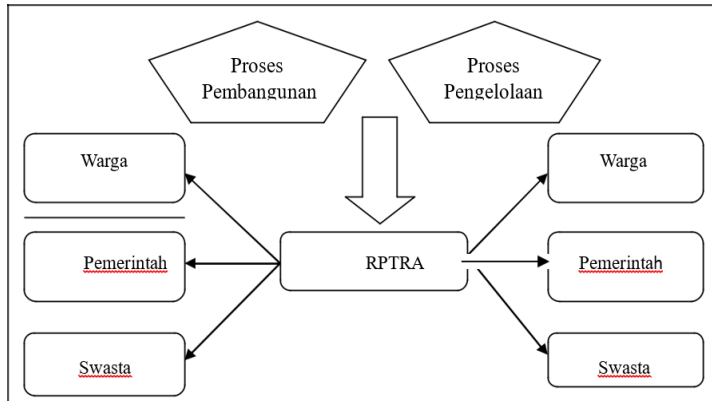 Proses
Pembangunan
Proses
Pengelolaan
Warga
Warga
Pemerintah
RPTRA
Pemerintah
Swasta
Swasta